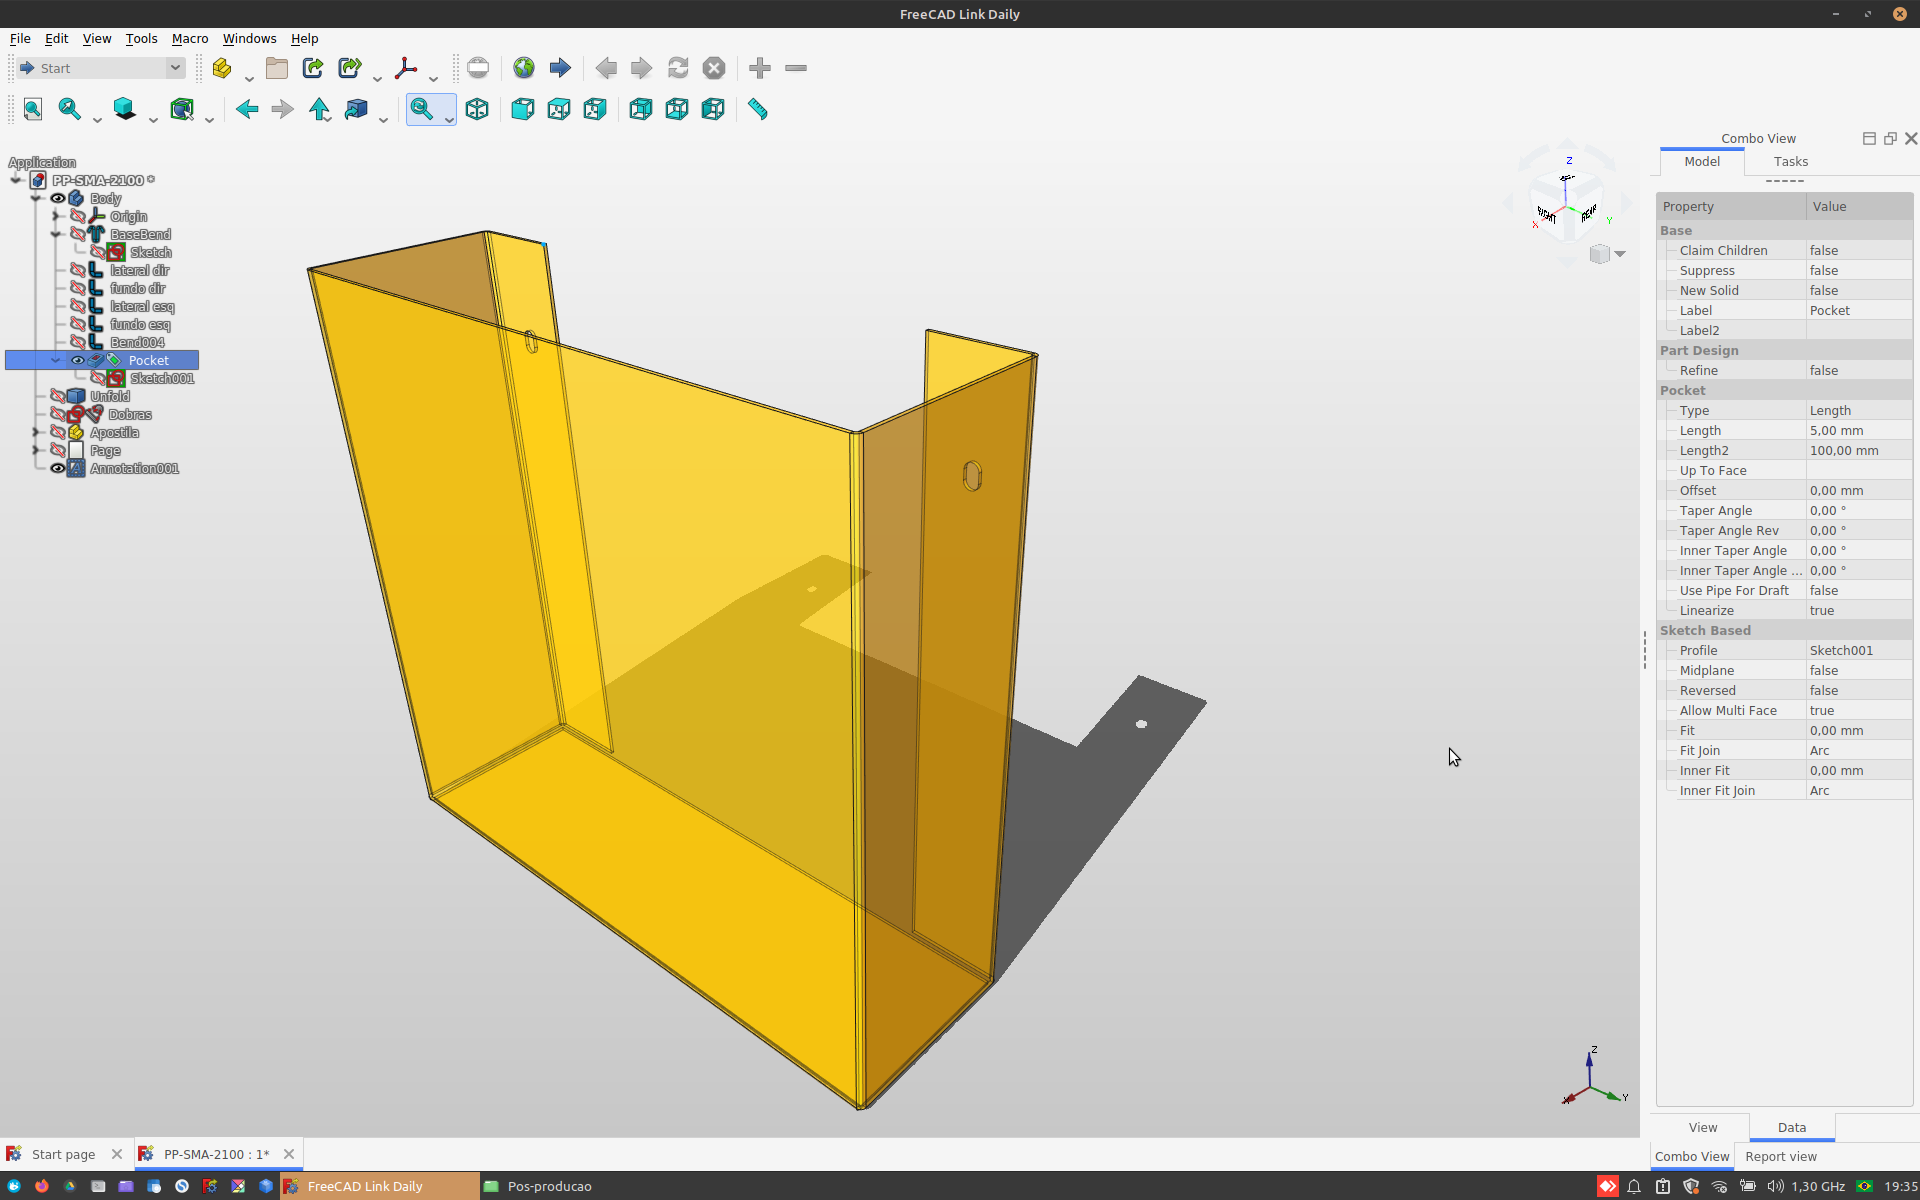 FreeCAD Link Daily
File Edit View Tools Macro Windows Help
Start
Combo View
Model Tasks
Application
PP-SMA-2100 *
Body
Origin
BaseBend
Sketch
lateral dir
fundo dir
lateral esq
fundo esq
Bend004
Pocket
Sketch001
Unfold
Dobras
Apostila
Page
Annotation001
Z
RIGHT REAR
X Y
Property Value
Base
Claim Children false
Suppress false
New Solid false
Label Pocket
Label2
Part Design
Refine false
Pocket
Type Length
Length 5,00 mm
Length2 100,00 mm
Up To Face
Offset 0,00 mm
Taper Angle 0,00 °
Taper Angle Rev 0,00 °
Inner Taper Angle 0,00 °
Inner Taper Angle ... 0,00 °
Use Pipe For Draft false
Linearize true
Sketch Based
Profile Sketch001
Midplane false
Reversed false
Allow Multi Face true
Fit 0,00 mm
Fit Join Arc
Inner Fit 0,00 mm
Inner Fit Join Arc
Z
X Y
View Data
Start page PP-SMA-2100 : 1*
Combo View Report view
FreeCAD Link Daily Pos-producao 1,30 GHz 19:35